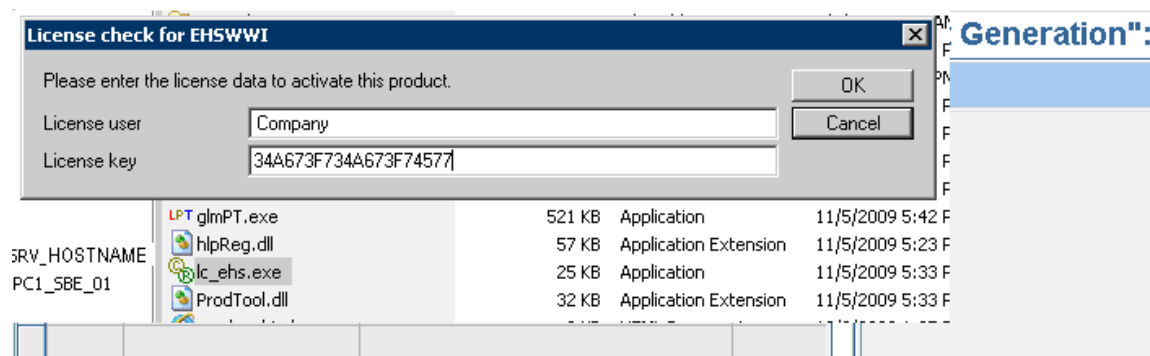 License check for EHSWWI
Generation":
Please enter the license data to activate this product.
OK
License user
Company
Cancel
License key
34A673F734A673F74577
LPT glmPT.exe 521 KB Application 11/5/2009 5:42 P
hlpReg.dll 57 KB Application Extension 11/5/2009 5:23 P
SRV_HOSTNAME
lc_ehs.exe 25 KB Application 11/5/2009 5:33 P
PC1_SBE_01
ProdTool.dll 32 KB Application Extension 11/5/2009 5:33 P